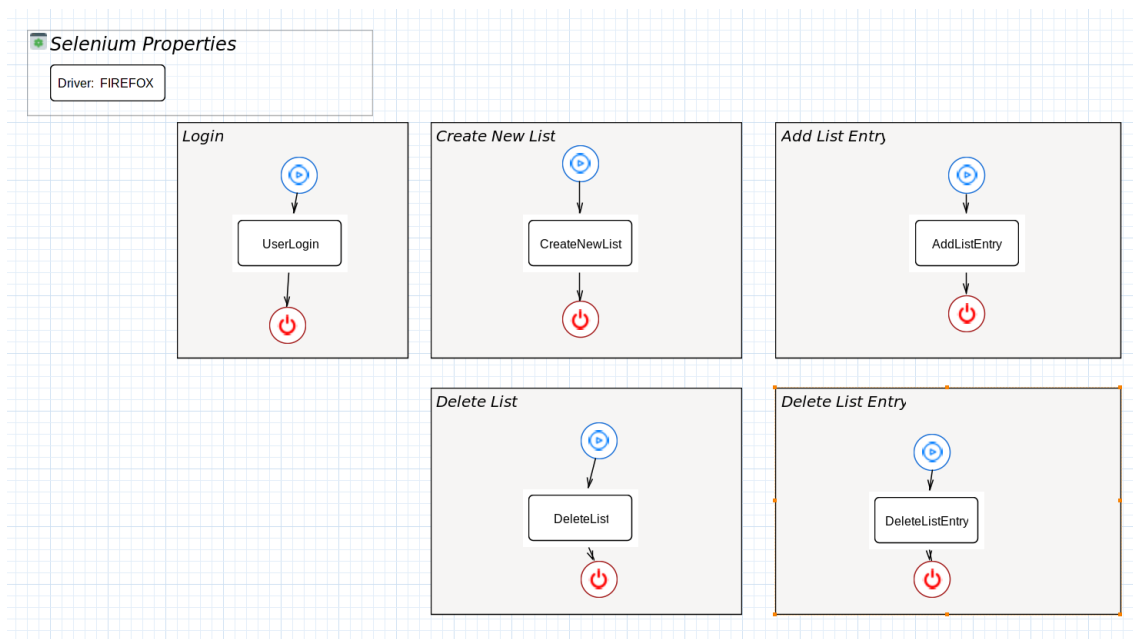 Selenium Properties
Driver: FIREFOX
Login
UserLogin
Create New List
CreateNewList
Add List Entry
AddListEntry
Delete List
DeleteList
Delete List Entry
DeleteListEntry